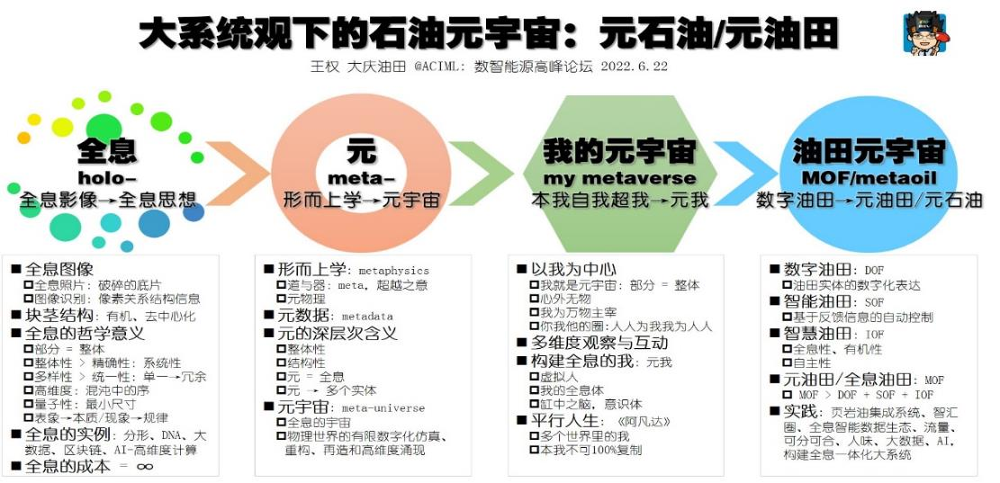 大系统观下的石油元宇宙：元石油/元油田
王权 大庆油田 @ACIML: 数智能源高峰论坛 2022.6.22
全息
holo-
全息影像→全息思想
元
meta-
形而上学→元宇宙
我的元宇宙
my metaverse
本我自我超我→元我
油田元宇宙
MOF/metaoil
数字油田→元油田/元石油
■ 全息图像
全息照片：破碎的底片
图像识别：像素关系结构信息
■ 块茎结构：有机、去中心化
■ 全息的哲学意义
部分 = 整体
整体性 > 精确性：系统性
多样性 > 统一性：单一→冗余
高维度：混沌中的序
量子性：最小尺寸
表象→本质/现象→规律
■ 全息的实例：分形、DNA、大
数据、区块链、AI-高维度计算
■ 全息的成本 = ∞
■ 形而上学：metaphysics
道与器：meta，超越之意
元物理
■ 元数据：metadata
■ 元的深层次含义
整体性
结构性
元 = 全息
元 → 多个实体
■ 元宇宙：meta-universe
全息的宇宙
物理世界的有限数字化仿真、
重构、再造和高维度涌现
■ 以我为中心
我就是元宇宙：部分 = 整体
心外无物
我为万物主宰
你我他的圈:人人为我我为人人
■ 多维度观察与互动
■ 构建全息的我：元我
虚拟人
我的全息体
缸中之脑，意识体
■ 平行人生：《阿凡达》
多个世界里的我
本我不可100%复制
■ 数字油田：DOF
油田实体的数字化表达
■ 智能油田：SOF
基于反馈信息的自动控制
■ 智慧油田：IOF
全息性、有机性
自主性
■ 元油田/全息油田：MOF
MOF > DOF + SOF + IOF
■ 实践：页岩油集成系统、智汇
圈、全息智能数据生态、流量、
可分可合、人味、大数据、AI，
构建全息一体化大系统